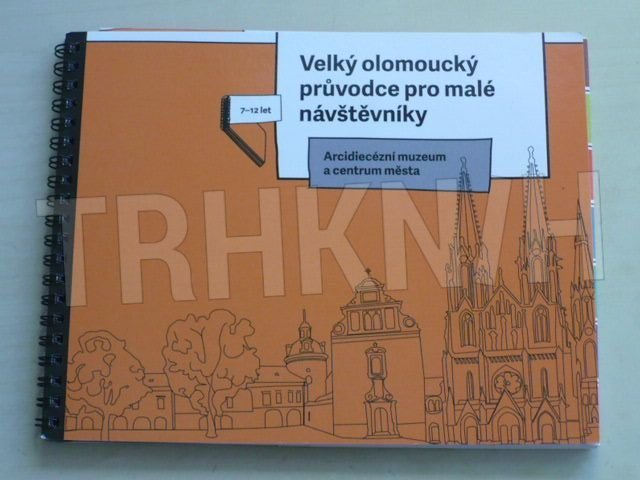 Velký olomoucký
průvodce pro malé
návštěvníky
7–12 let
Arcidiecézní muzeum
a centrum města
TRHKNIH